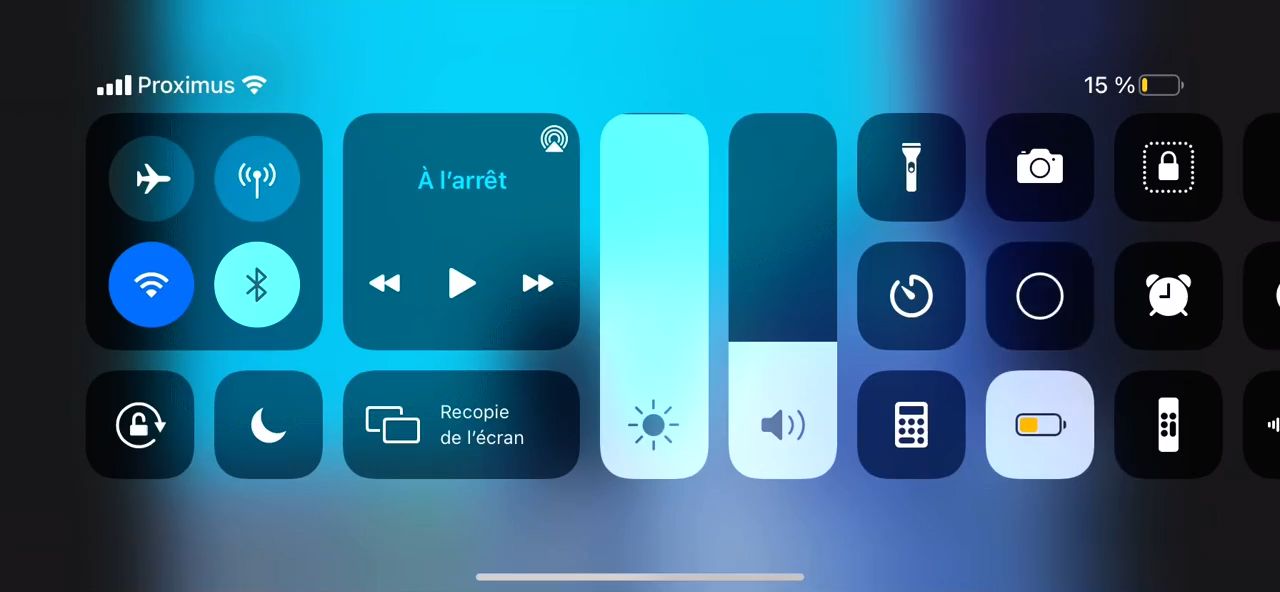 Proximus
15 %
À l’arrêt
Recopie
de l’écran